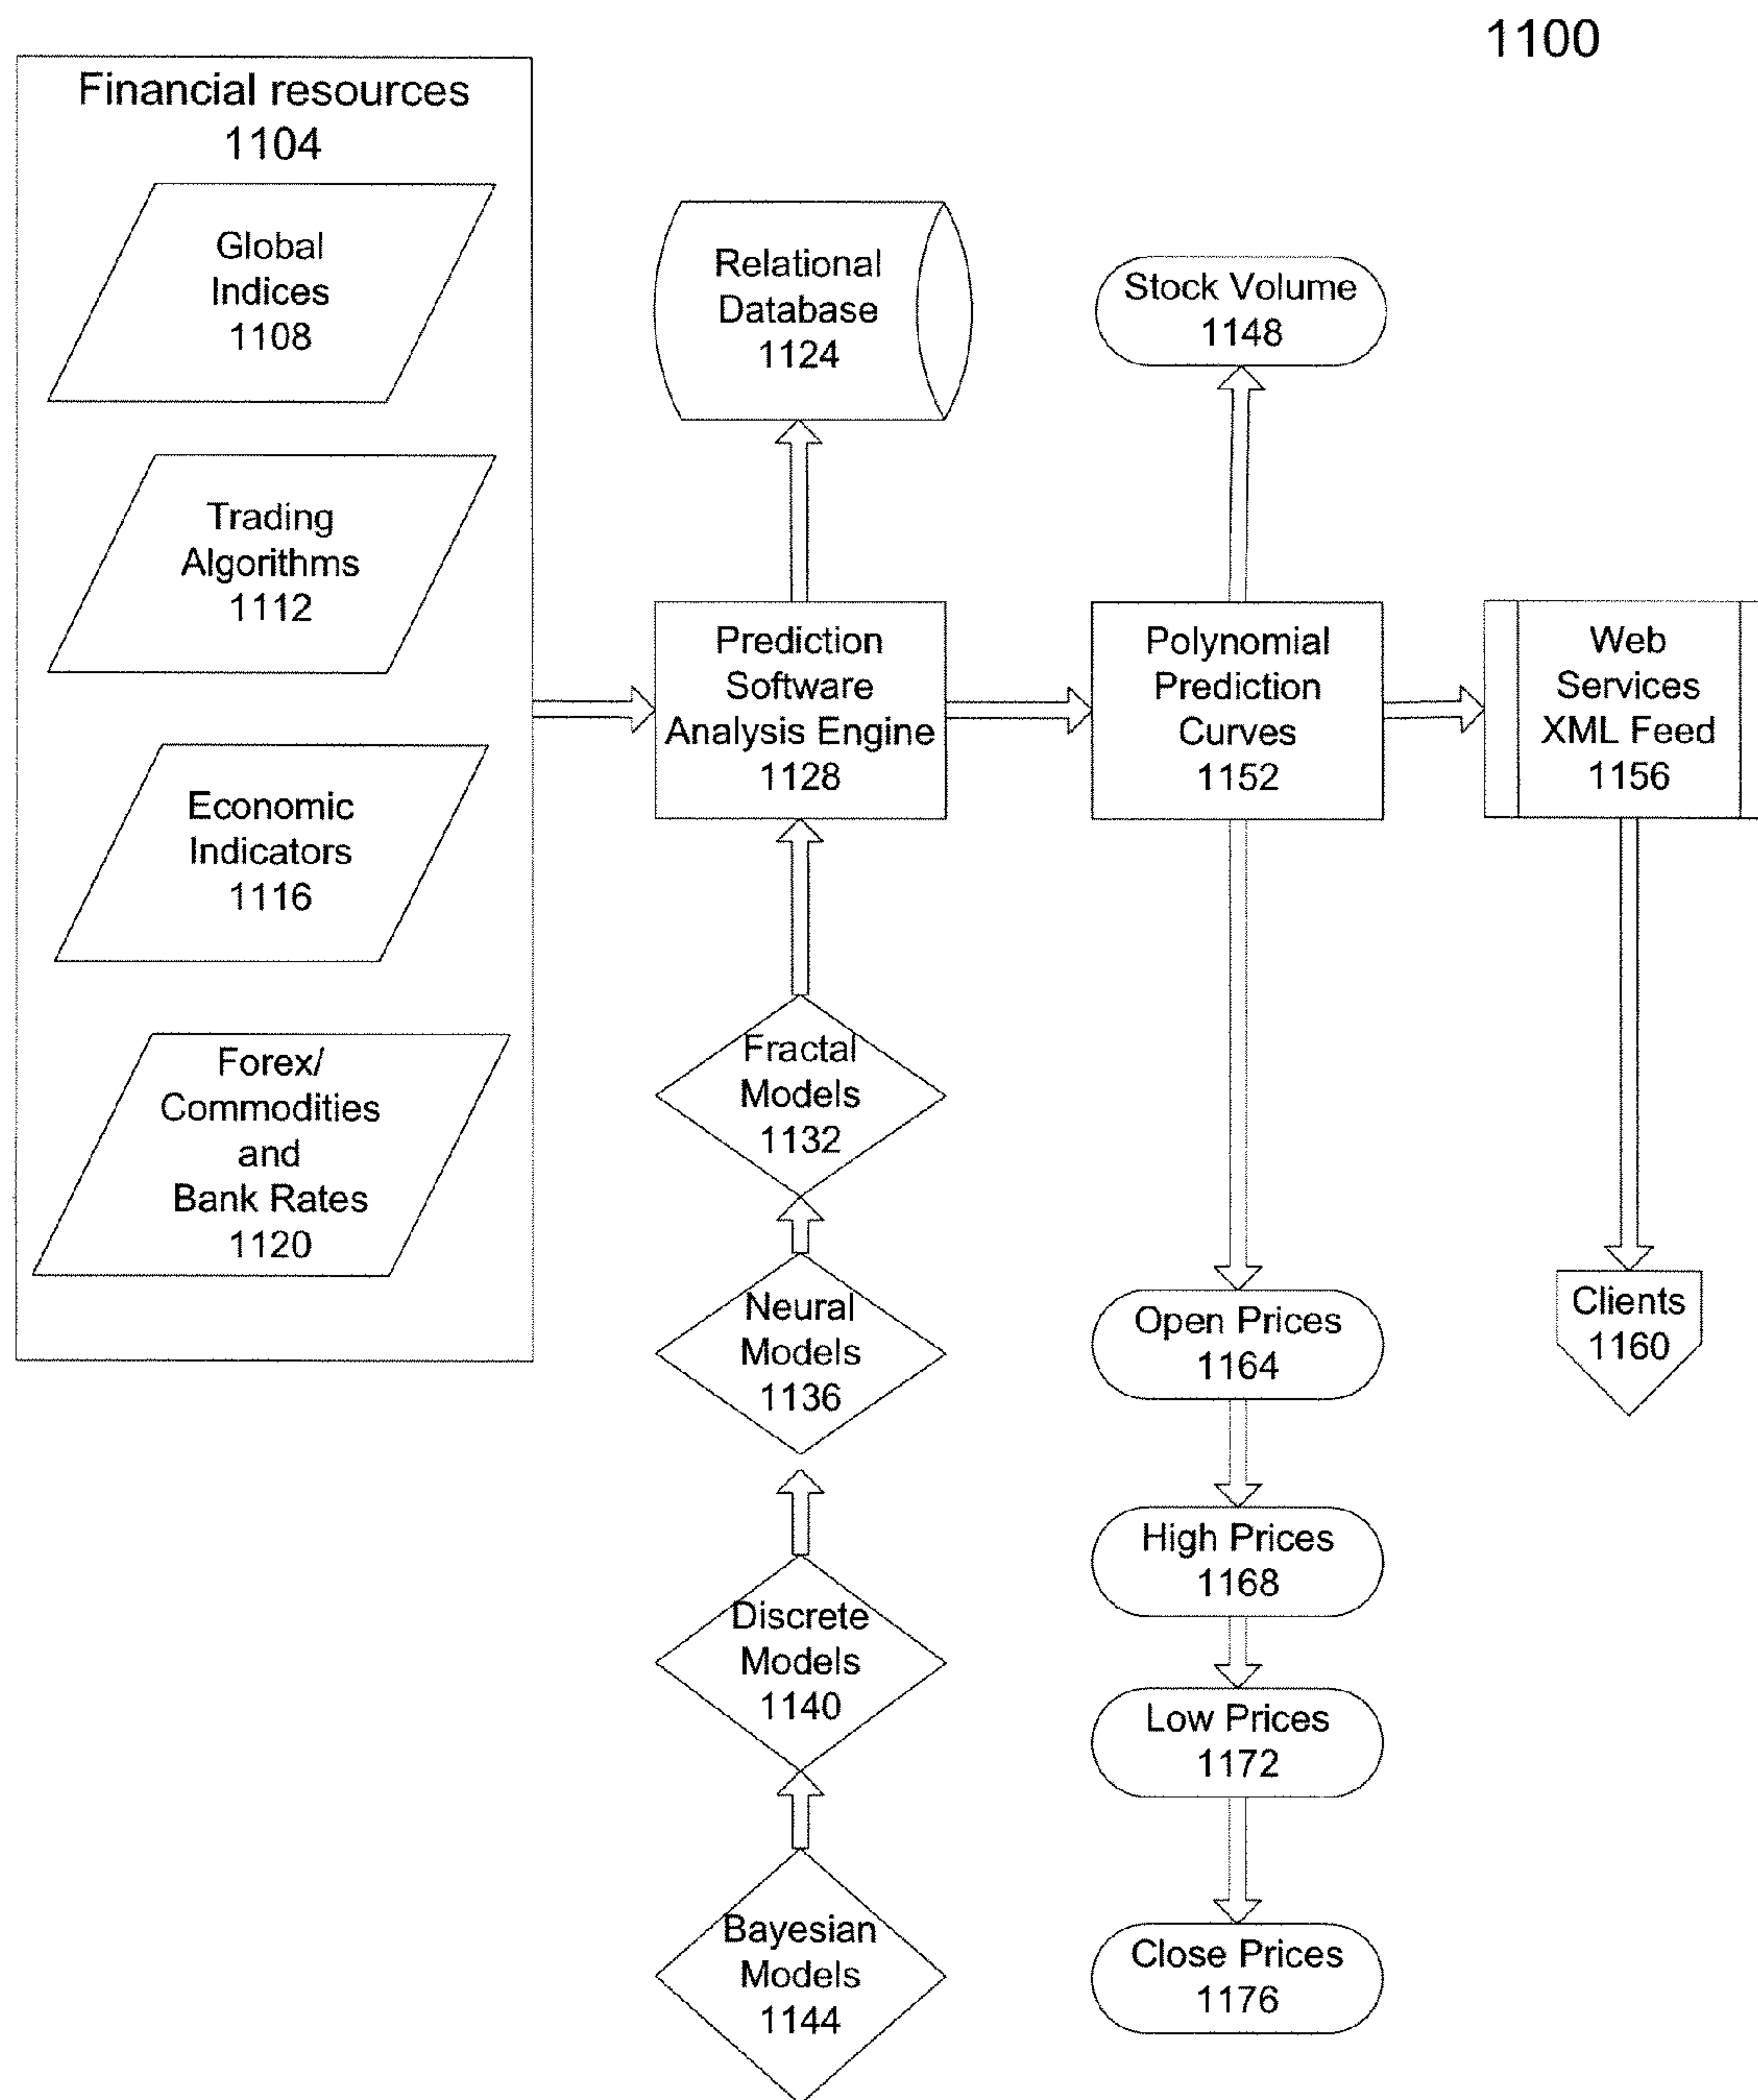 1100
Financial resources
1104
Global
Indices
1108
Trading
Algorithms
1112
Economic
Indicators
1116
Forex/
Commodities
and
Bank Rates
1120
Relational
Database
1124
Prediction
Software
Analysis Engine
1128
Fractal
Models
1132
Neural
Models
1136
Discrete
Models
1140
Bayesian
Models
1144
Stock Volume
1148
Polynomial
Prediction
Curves
1152
Open Prices
1164
High Prices
1168
Low Prices
1172
Close Prices
1176
Web
Services
XML Feed
1156
Clients
1160